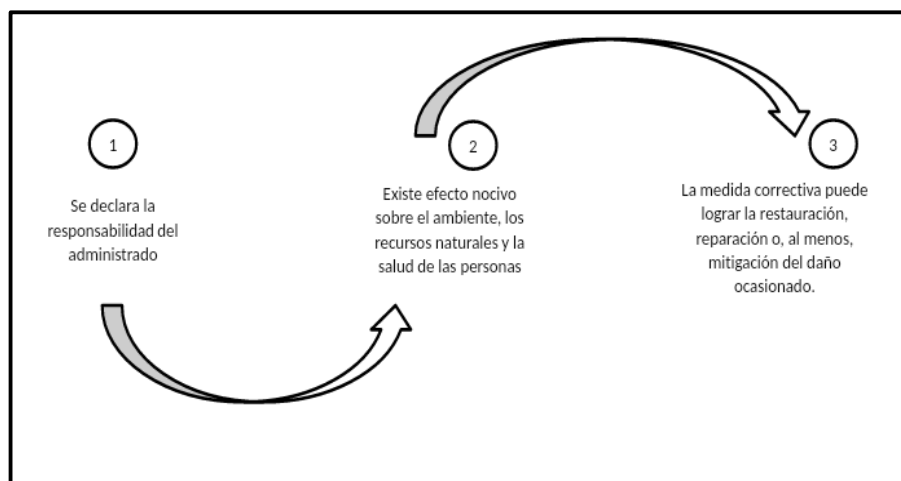 1
Se declara la
responsabilidad del
administrado
2
Existe efecto nocivo
sobre el ambiente, los
recursos naturales y la
salud de las personas
3
La medida correctiva puede
lograr la restauración,
reparación o, al menos,
mitigación del daño
ocasionado.